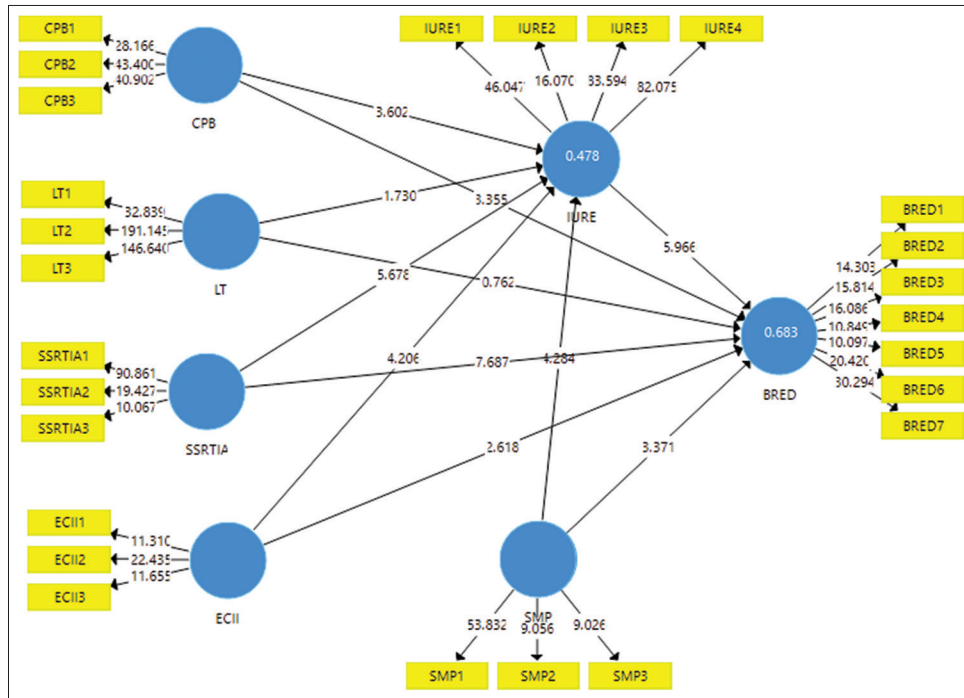 CPB1
CPB2
CPB3
28.166
43.400
40.902
CPB
IURE1
IURE2
IURE3
IURE4
46.047
16.070
33.594
82.075
3.602
0.478
IURE
3.355
LT1
LT2
LT3
32.839
191.145
146.640
LT
1.730
5.678
0.762
5.966
BRED1
BRED2
BRED3
BRED4
BRED5
BRED6
BRED7
14.303
15.814
16.086
10.849
10.097
20.420
30.294
0.683
BRED
SSRTIA1
SSRTIA2
SSRTIA3
90.861
19.427
10.067
SSRTIA
4.206
7.687
4.284
2.618
3.371
ECII1
ECII2
ECII3
11.310
22.435
11.655
ECII
SMP
53.832
9.056
9.026
SMP1
SMP2
SMP3